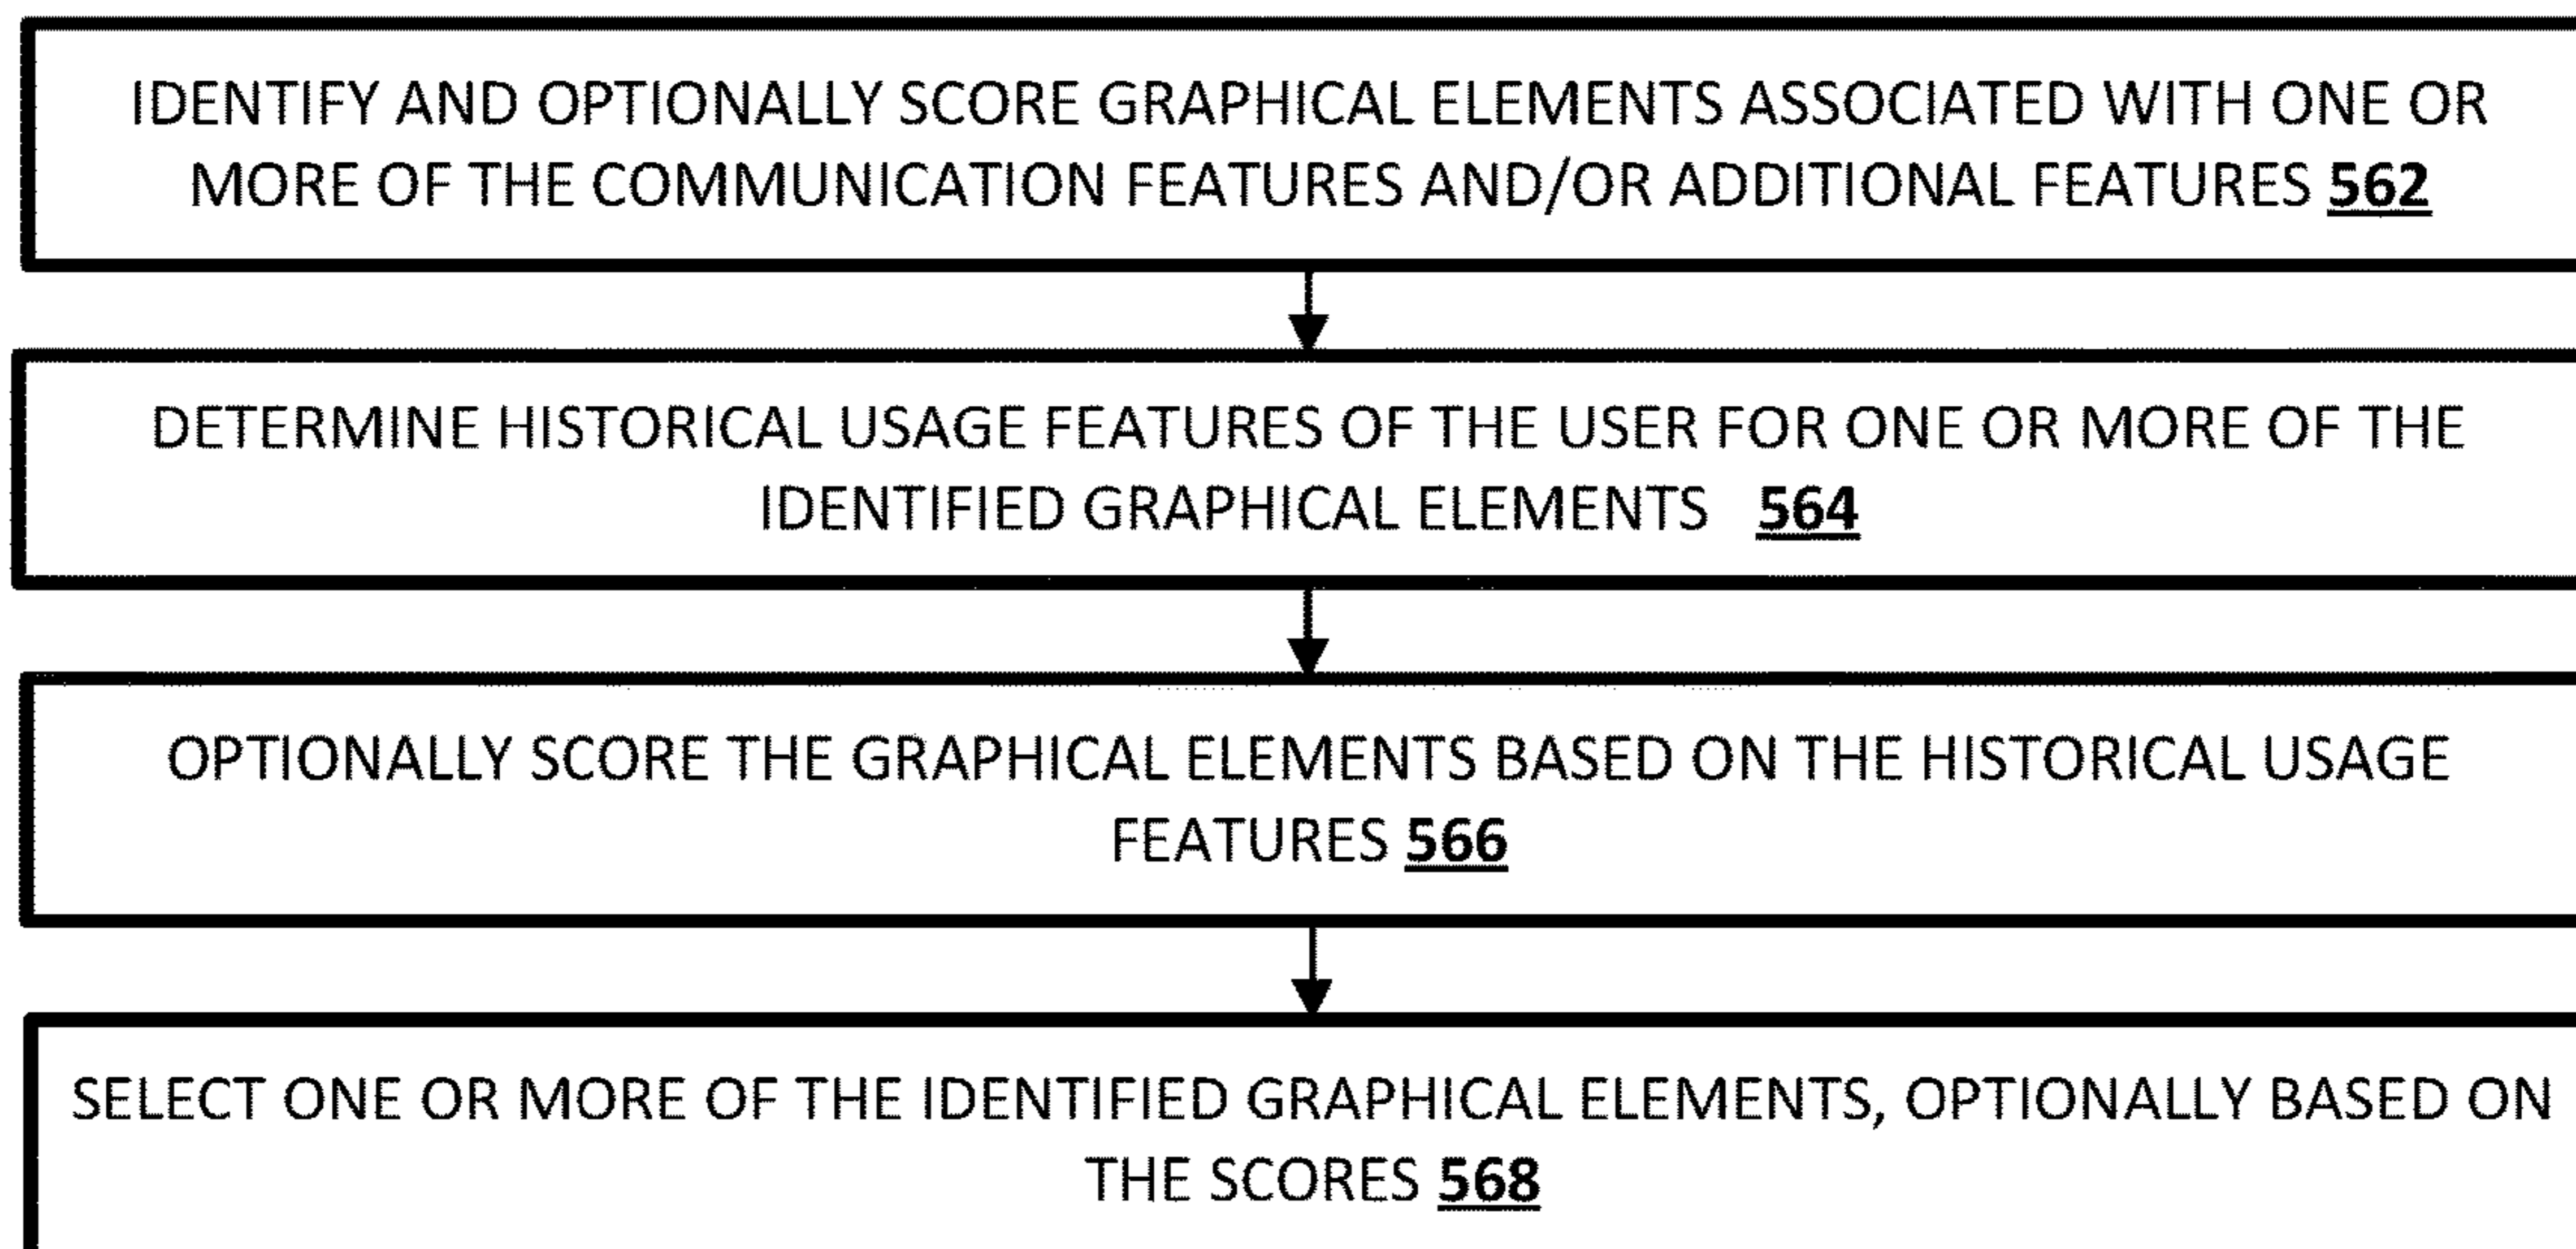 IDENTIFY AND OPTIONALLY SCORE GRAPHICAL ELEMENTS ASSOCIATED WITH ONE OR
MORE OF THE COMMUNICATION FEATURES AND/OR ADDITIONAL FEATURES 562
DETERMINE HISTORICAL USAGE FEATURES OF THE USER FOR ONE OR MORE OF THE
IDENTIFIED GRAPHICAL ELEMENTS 564
OPTIONALLY SCORE THE GRAPHICAL ELEMENTS BASED ON THE HISTORICAL USAGE
FEATURES 566
SELECT ONE OR MORE OF THE IDENTIFIED GRAPHICAL ELEMENTS, OPTIONALLY BASED ON
THE SCORES 568